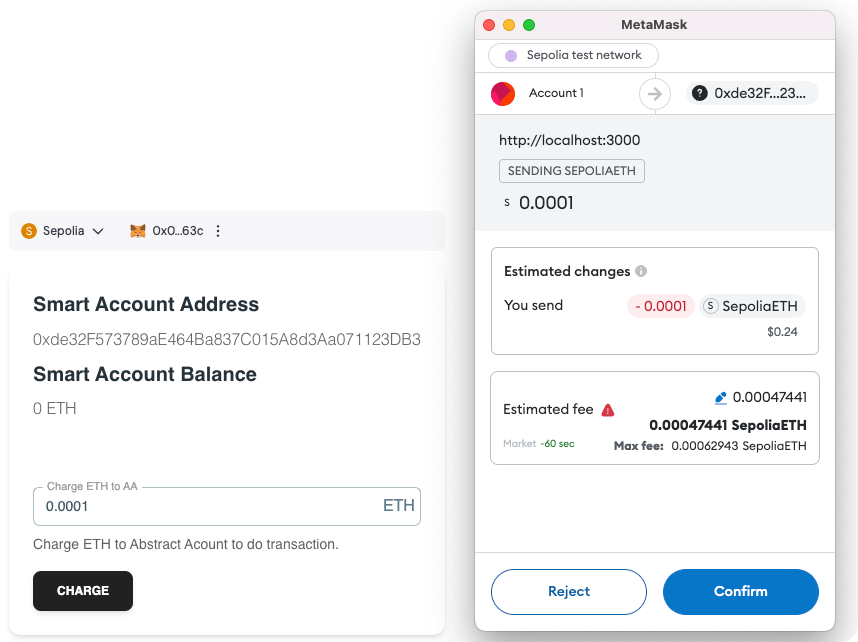 Sepolia
0x0...63c
Smart Account Address
0xde32F573789aE464Ba837C015A8d3Aa071123DB3
Smart Account Balance
0 ETH
Charge ETH to AA
0.0001 ETH
Charge ETH to Abstract Acount to do transaction.
CHARGE
MetaMask
Sepolia test network
Account 1
0xde32F...23...
http://localhost:3000
SENDING SEPOLIAETH
S 0.0001
Estimated changes
You send - 0.0001 S SepoliaETH
$0.24
Estimated fee 0.00047441
0.00047441 SepoliaETH
Market ~60 sec Max fee: 0.00062943 SepoliaETH
Reject Confirm